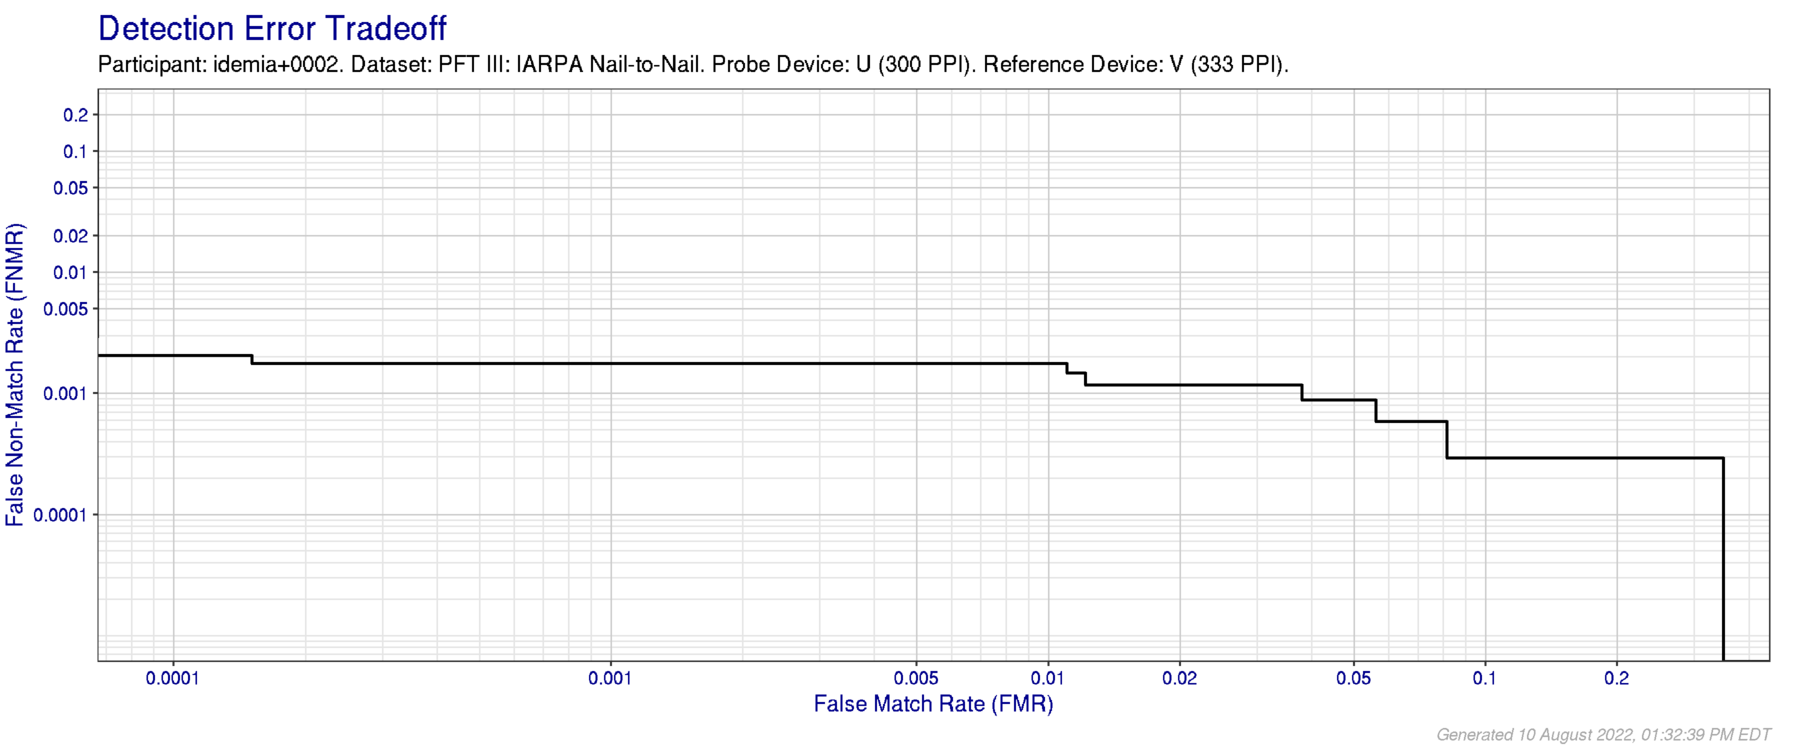 Detection Error Tradeoff
Participant: idemia+0002. Dataset: PFT III: IARPA Nail-to-Nail. Probe Device: U (300 PPI). Reference Device: V (333 PPI).
False Non-Match Rate (FNMR)
0.2
0.1
0.05
0.02
0.01
0.005
0.001
0.0001
0.0001 0.001 0.005 0.01 0.02 0.05 0.1 0.2
False Match Rate (FMR)
Generated 10 August 2022, 01:32:39 PM EDT